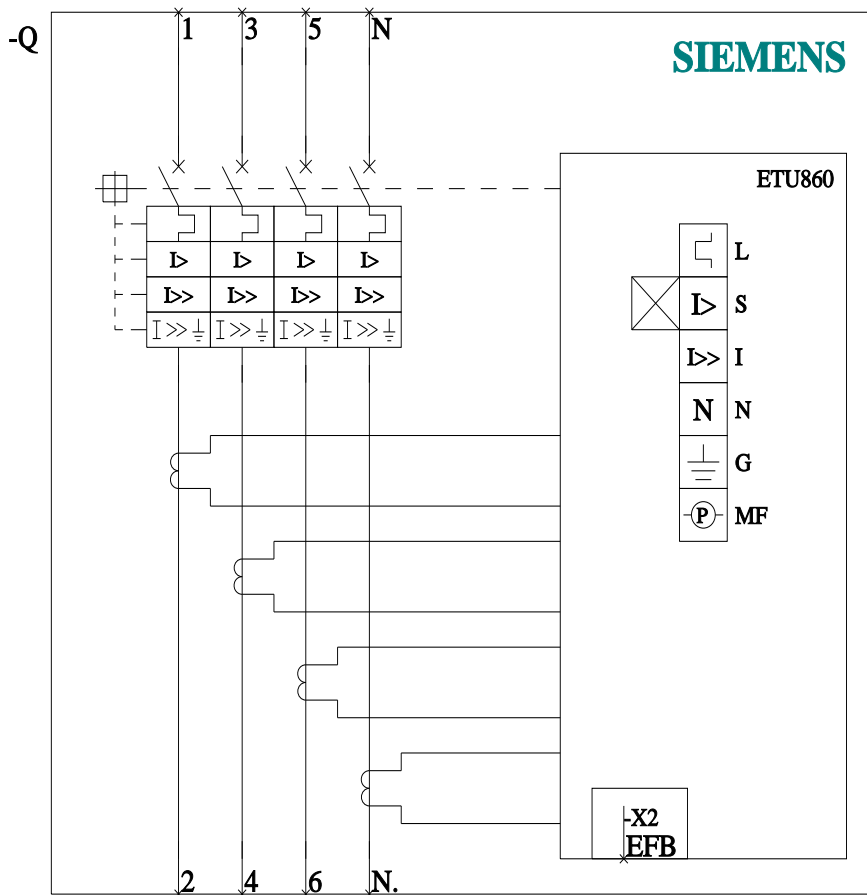 1 3 5 N
-Q
SIEMENS
ETU860
L
I> I> I> I>
I> S
I>> I>> I>> I>>
I >> I >> I >> I >>
I>> I
N N
G
P MF
-X2
EFB
2 4 6 N.